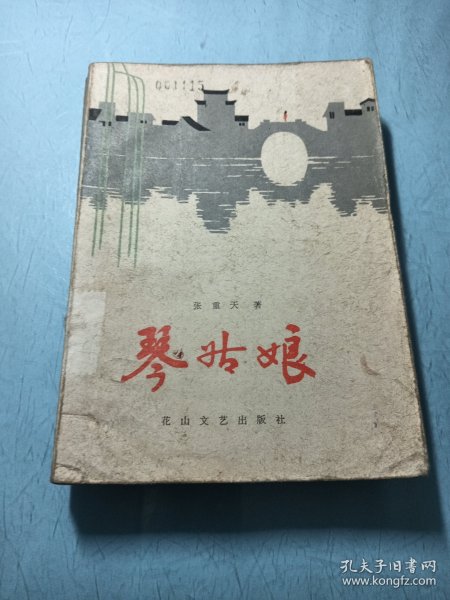 001115
张重天 著
琴姑娘
花山文艺出版社
孔夫子旧书网
www.kongfz.com